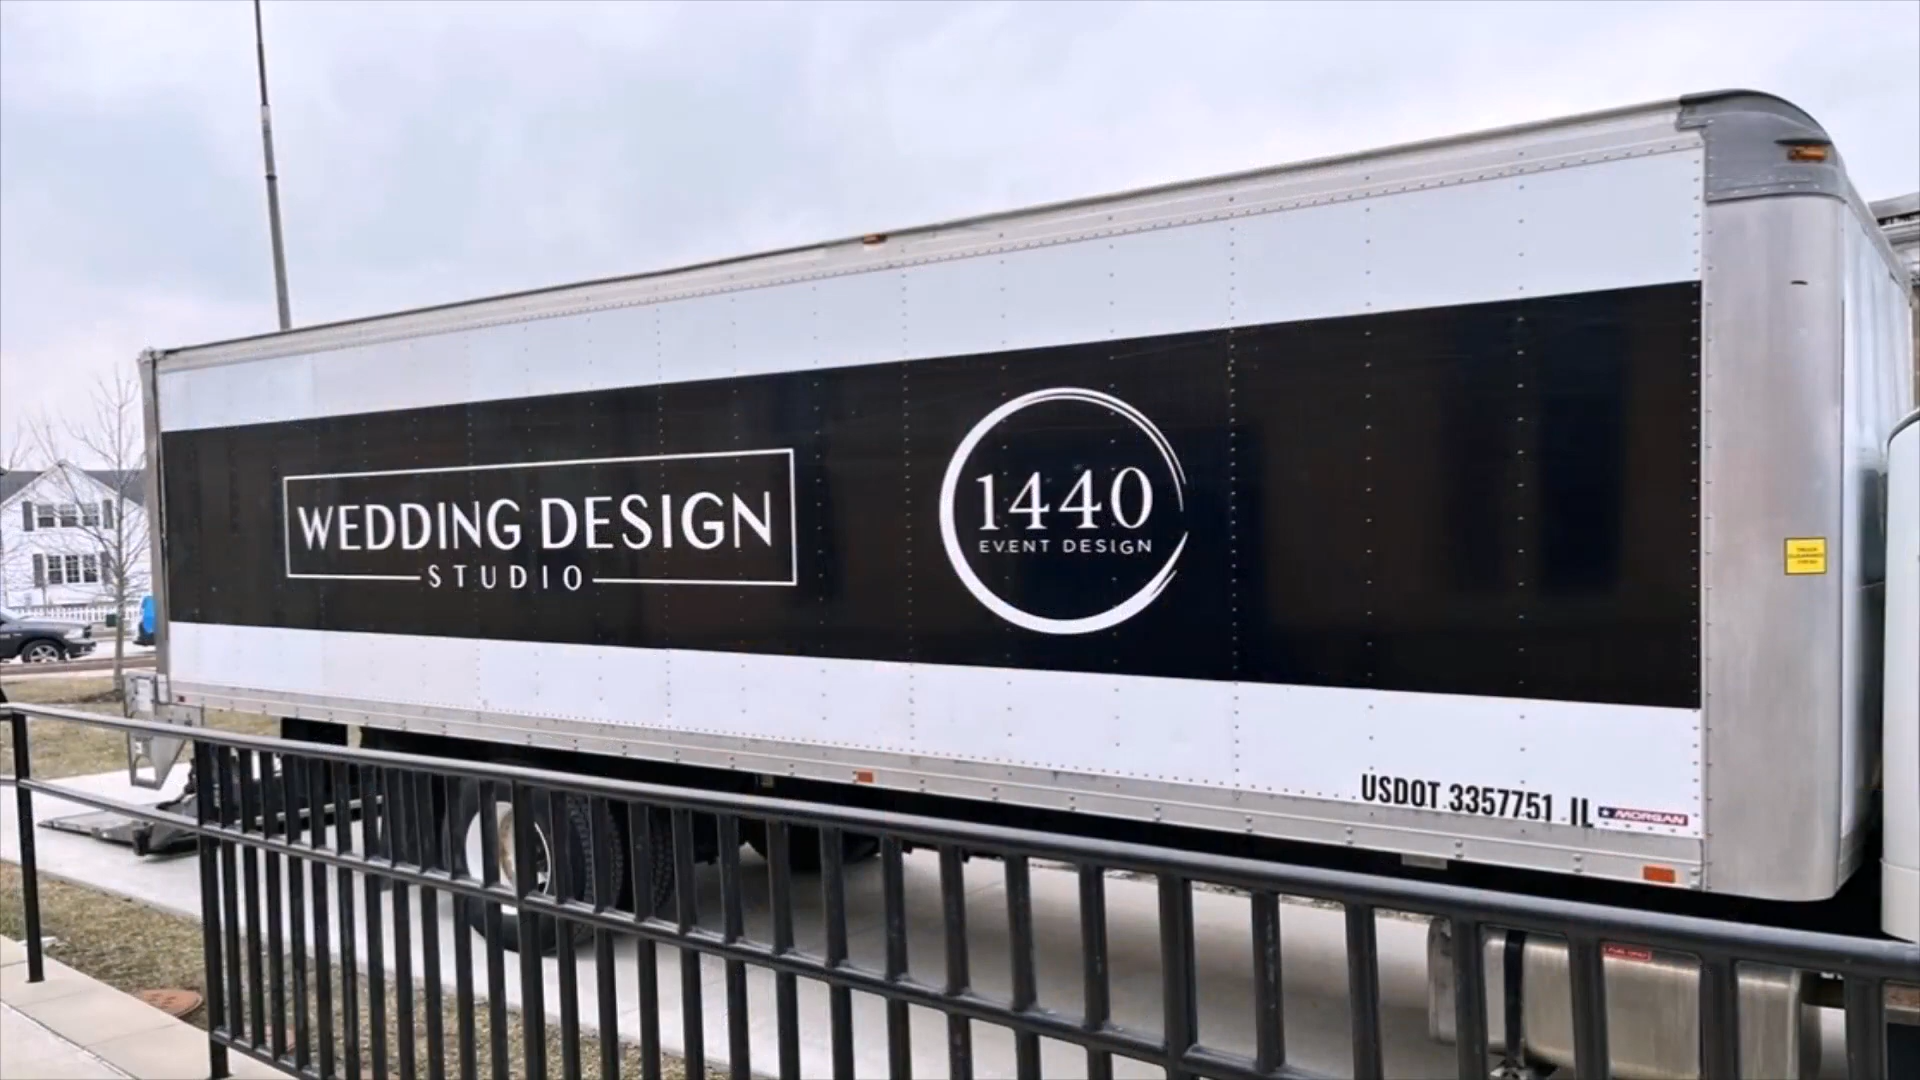 WEDDING DESIGN
STUDIO
1440
EVENT DESIGN
USDOT 3357751 IL
MORGAN